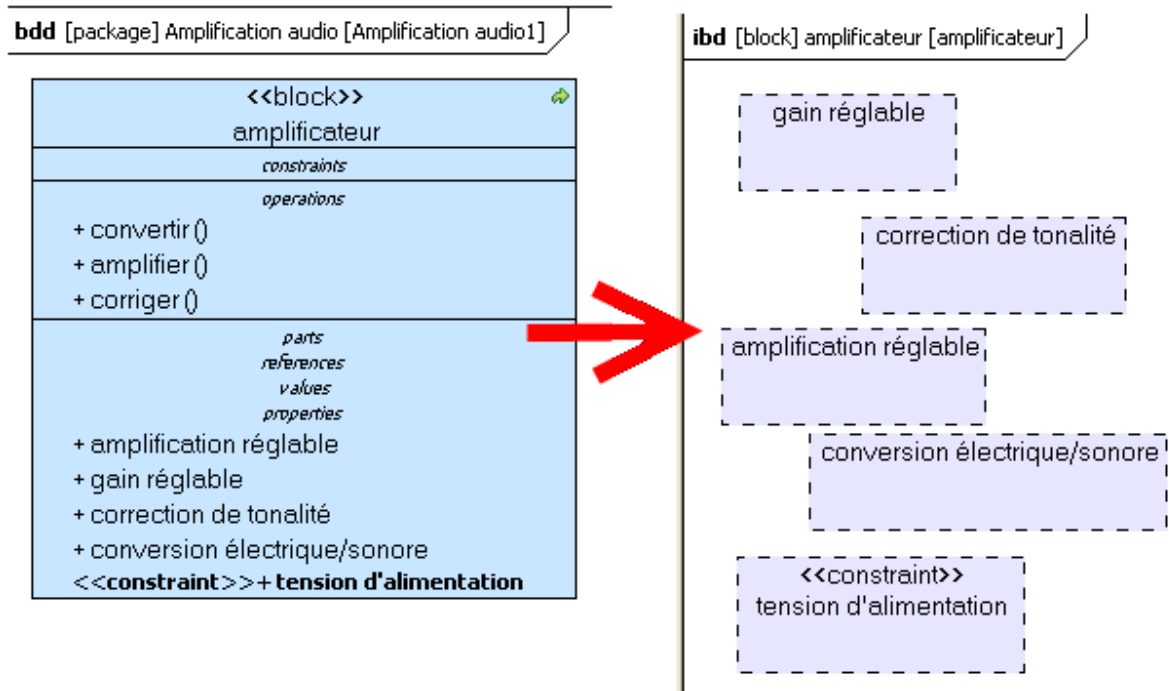 bdd [package] Amplification audio [Amplification audio1]
<<block>>
amplificateur
constraints
operations
+ convertir()
+ amplifier()
+ corriger()
parts
references
values
properties
+ amplification réglable
+ gain réglable
+ correction de tonalité
+ conversion électrique/sonore
<<constraint>>+ tension d'alimentation
ibd [block] amplificateur [amplificateur]
gain réglable
correction de tonalité
amplification réglable
conversion électrique/sonore
<<constraint>>
tension d'alimentation